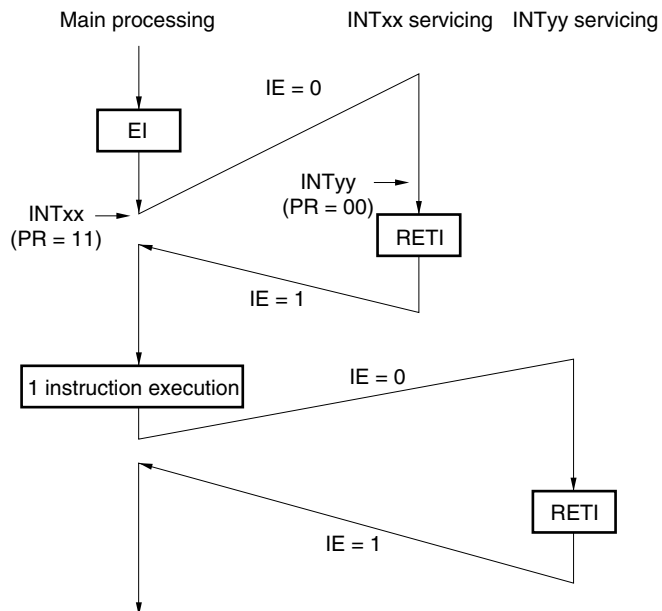 Main processing INTxx servicing INTyy servicing
IE = 0
EI
INTyy
(PR = 00)
INTxx
(PR = 11)
RETI
IE = 1
1 instruction execution
IE = 0
RETI
IE = 1